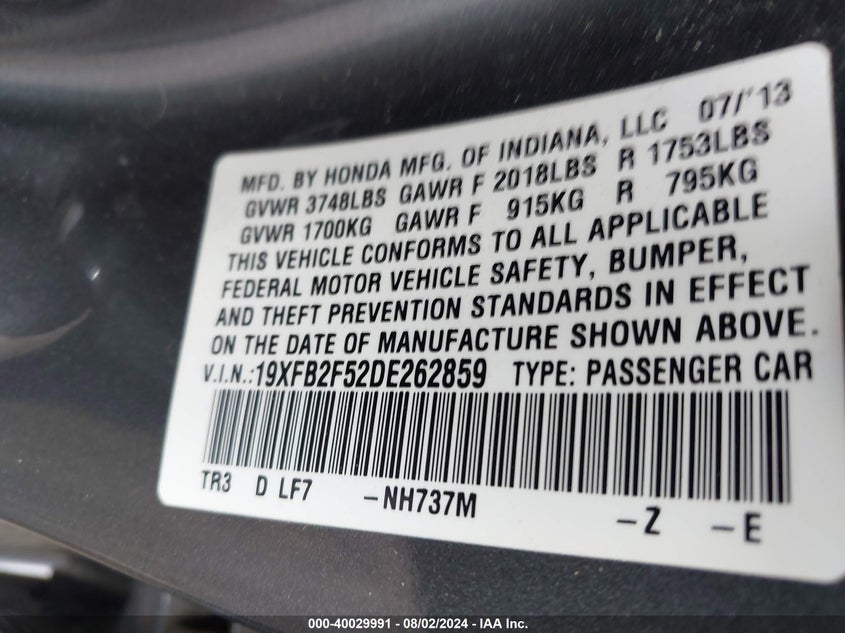 MFD. BY HONDA MFG. OF INDIANA, LLC 07/'13
GVWR 3748LBS GAWR F 2018LBS R 1753LBS
GVWR 1700KG GAWR F 915KG R 795KG
THIS VEHICLE CONFORMS TO ALL APPLICABLE
FEDERAL MOTOR VEHICLE SAFETY, BUMPER,
AND THEFT PREVENTION STANDARDS IN EFFECT
ON THE DATE OF MANUFACTURE SHOWN ABOVE.
V.I.N.:19XFB2F52DE262859 TYPE: PASSENGER CAR
TR3 D LF7 -NH737M -Z -E
000-40029991 - 08/02/2024 - IAA Inc.